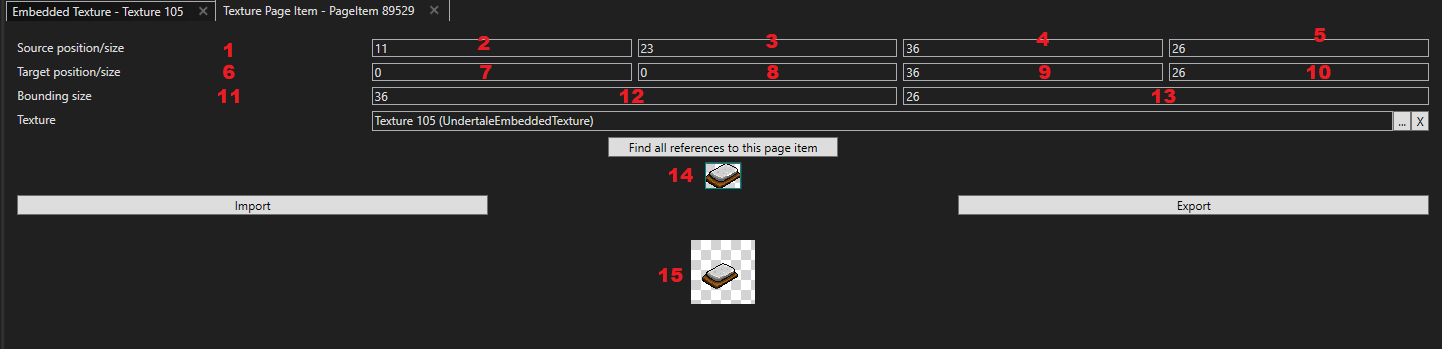 Embedded Texture - Texture 105 ✕ Texture Page Item - PageItem 89529 ✕
Source position/size 1 11 2 23 3 36 4 26 5
Target position/size 6 0 7 0 8 36 9 26 10
Bounding size 11 36 12 26 13
Texture Texture 105 (UndertaleEmbeddedTexture) ... X
Find all references to this page item
14
Import Export
15